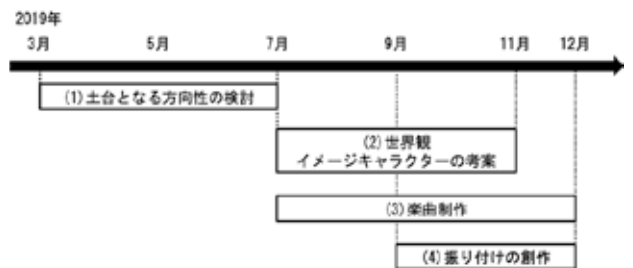 2019年
3月 5月 7月 9月 11月 12月
(1)土台となる方向性の検討
(2)世界観
イメージキャラクターの考案
(3)楽曲制作
(4)振り付けの創作